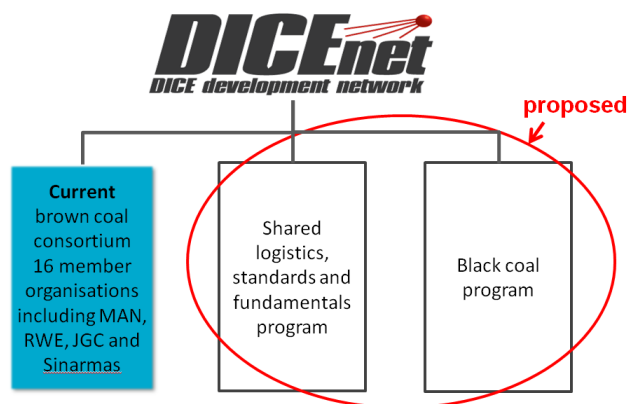 DICEnet
DICE development network
proposed
Current
brown coal
consortium
16 member
organisations
including MAN,
RWE, JGC and
Sinarmas
Shared
logistics,
standards and
fundamentals
program
Black coal
program